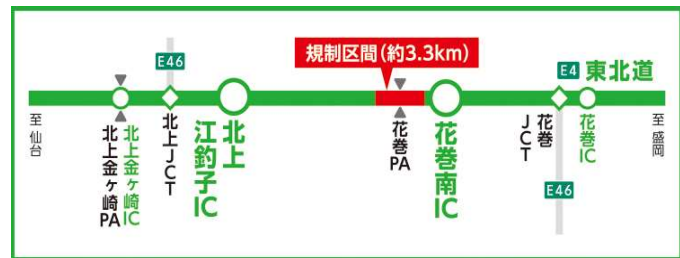 規制区間(約3.3km)
E46
E4 東北道
至 仙台
北上金ヶ崎PA
北上金ヶ崎IC
北上JCT
北上江釣子IC
花巻PA
花巻南IC
花巻JCT
花巻IC
至 盛岡
E46